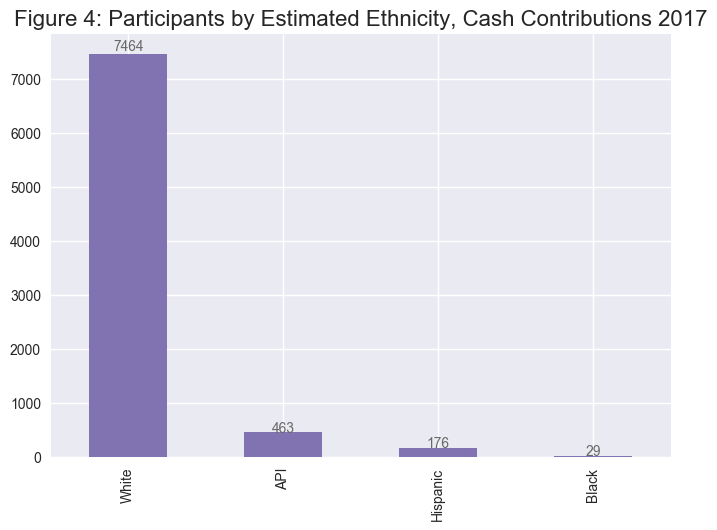 Figure 4: Participants by Estimated Ethnicity, Cash Contributions 2017
7464
7000
6000
5000
4000
3000
2000
1000
463
176
29
0
White
API
Hispanic
Black